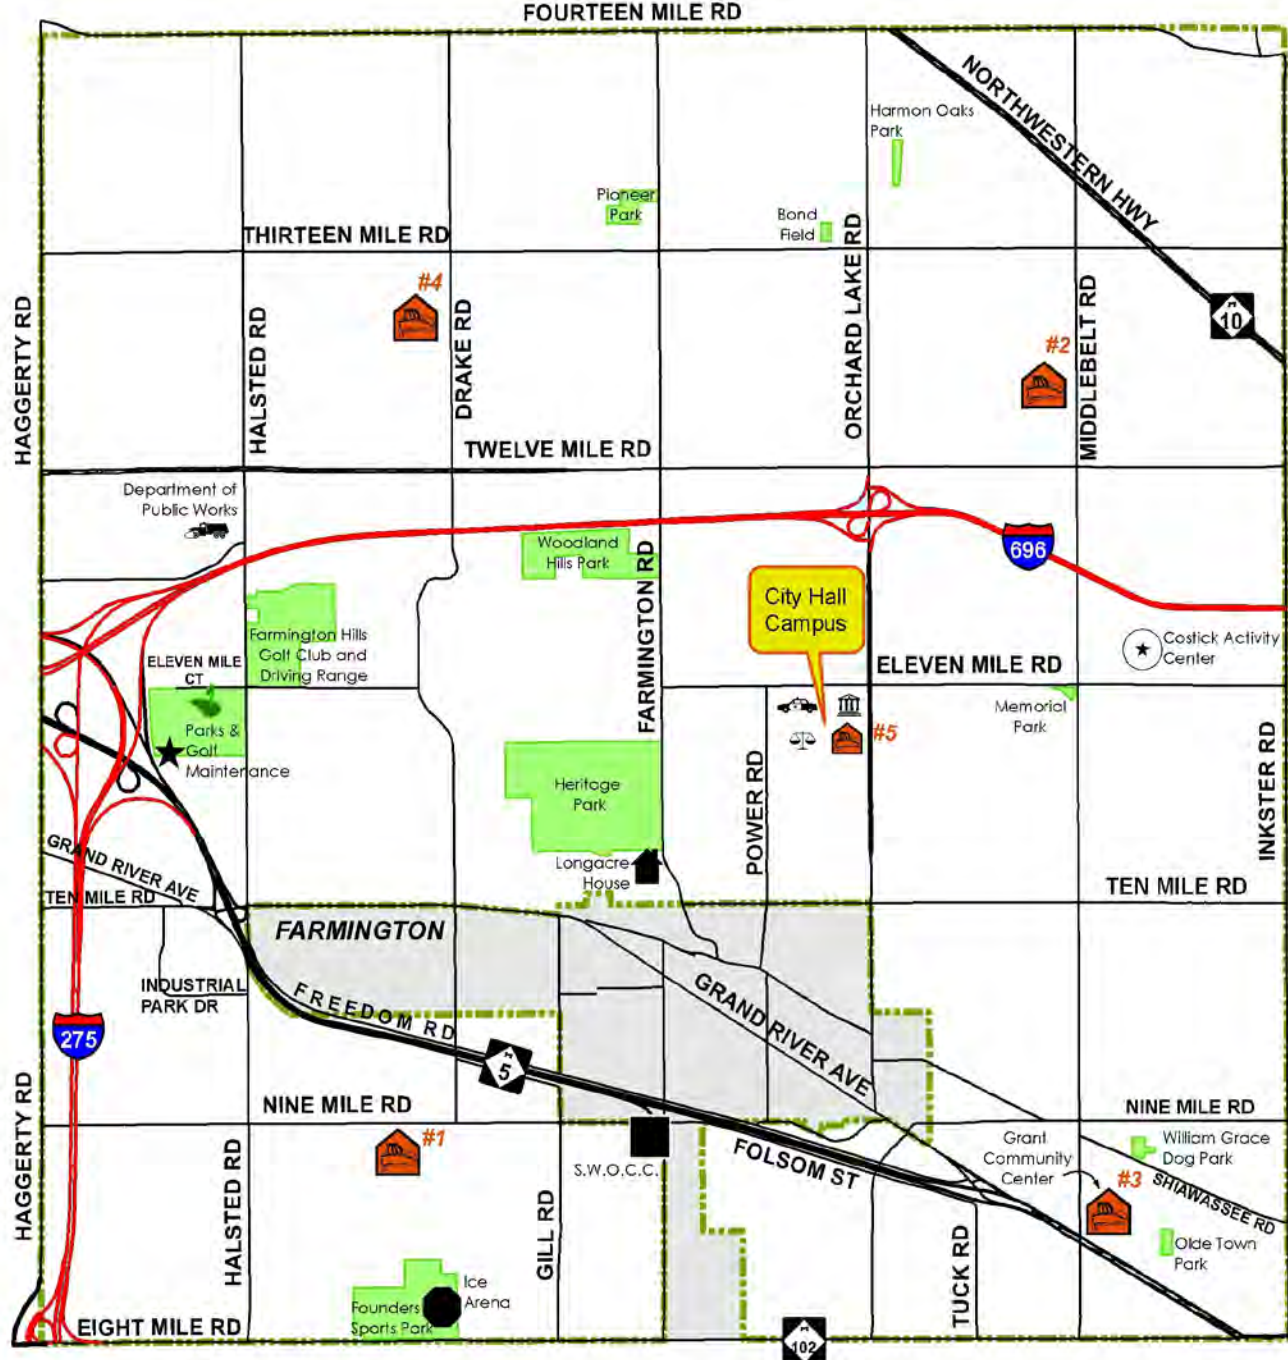 FOURTEEN MILE RD
NORTHWESTERN HWY
Harmon Oaks
Park
Pioneer
Park
Bond
Field
THIRTEEN MILE RD
#4
M
10
HAGGERTY RD
HALSTED RD
DRAKE RD
ORCHARD LAKE RD
MIDDLEBELT RD
#2
TWELVE MILE RD
Department of
Public Works
Woodland
Hills Park
FARMINGTON RD
696
City Hall
Campus
Farmington Hills
Golf Club and
Driving Range
ELEVEN MILE
CT
ELEVEN MILE RD
Costick Activity
Center
Parks &
Golf
Maintenance
#5
Memorial
Park
Heritage
Park
POWER RD
INKSTER RD
GRAND RIVER AVE
Longacre
House
TEN MILE RD
TEN MILE RD
FARMINGTON
INDUSTRIAL
PARK DR
FREEDOM RD
GRAND RIVER AVE
275
M
5
HAGGERTY RD
NINE MILE RD
NINE MILE RD
#1
S.W.O.C.C.
FOLSOM ST
Grant
Community
Center
William Grace
Dog Park
#3
SHIAWASSEE RD
HALSTED RD
GILL RD
TUCK RD
Olde Town
Park
Ice
Arena
Founders
Sports Park
EIGHT MILE RD
M
102